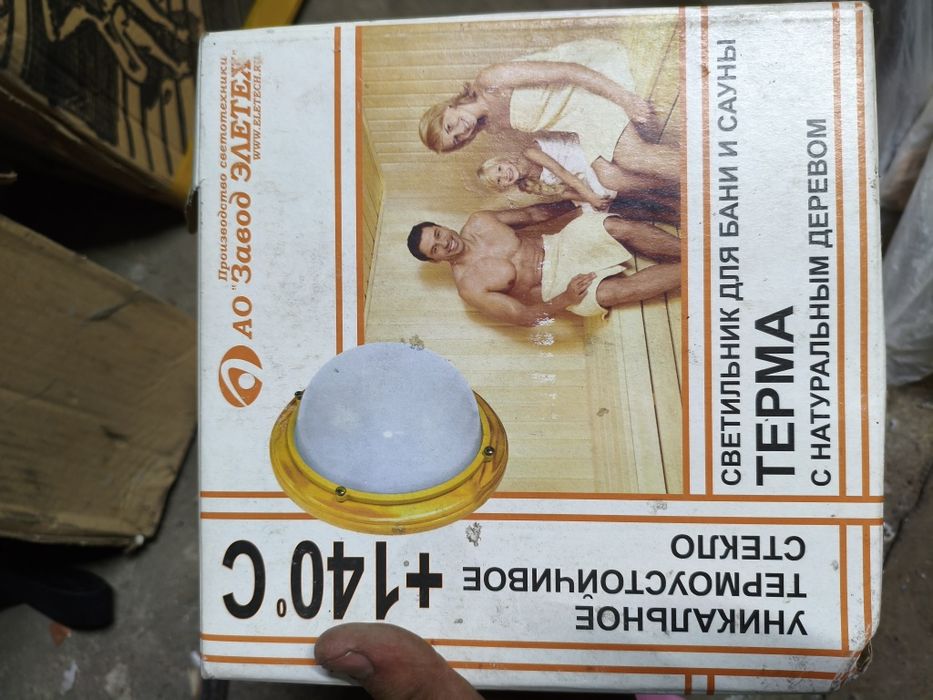 Производство светотехники
АО "Завод ЭЛЕТЕХ"
WWW.ELETECH.RU
СВЕТИЛЬНИК ДЛЯ БАНИ И САУНЫ
ТЕРМА
С НАТУРАЛЬНЫМ ДЕРЕВОМ
УНИКАЛЬНОЕ
ТЕРМОУСТОЙЧИВОЕ
СТЕКЛО
+140°C